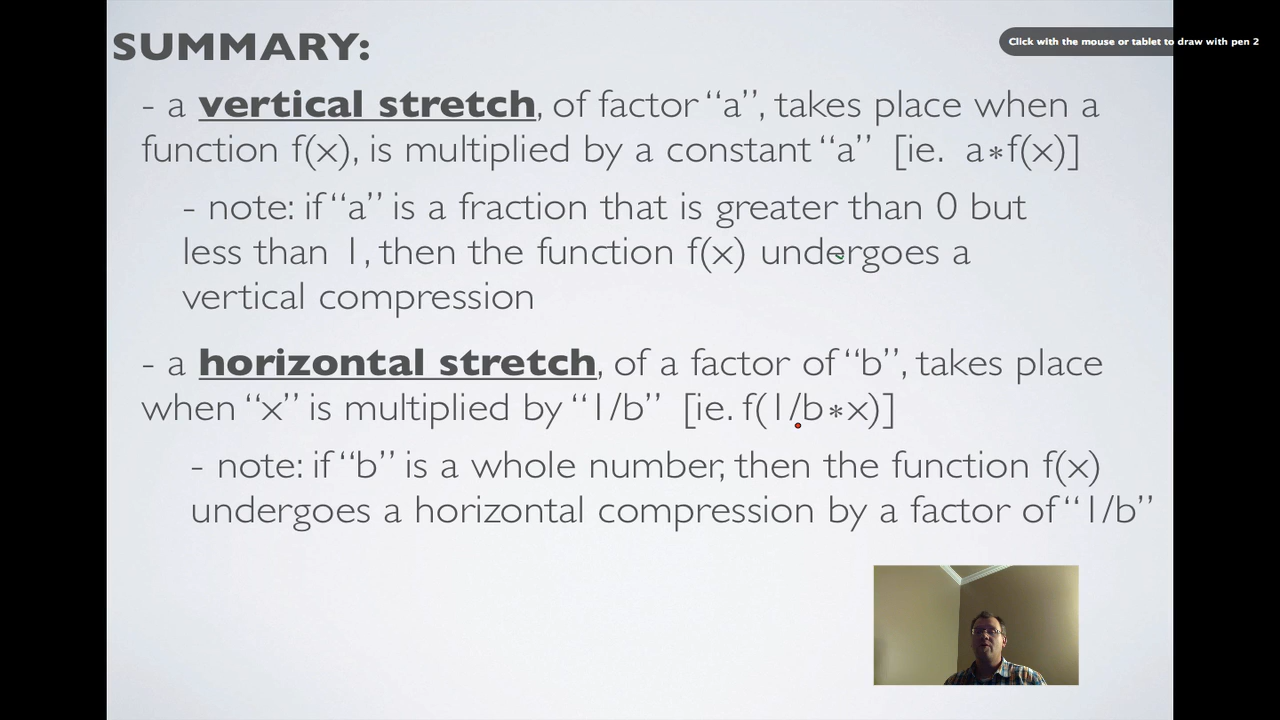 SUMMARY:
Click with the mouse or tablet to draw with pen 2
- a vertical stretch, of factor “a”, takes place when a
function f(x), is multiplied by a constant “a” [ie. a*f(x)]
- note: if “a” is a fraction that is greater than 0 but
less than 1, then the function f(x) undergoes a
vertical compression
- a horizontal stretch, of a factor of “b”, takes place
when “x” is multiplied by “1/b” [ie. f(1/b*x)]
- note: if “b” is a whole number, then the function f(x)
undergoes a horizontal compression by a factor of “1/b”